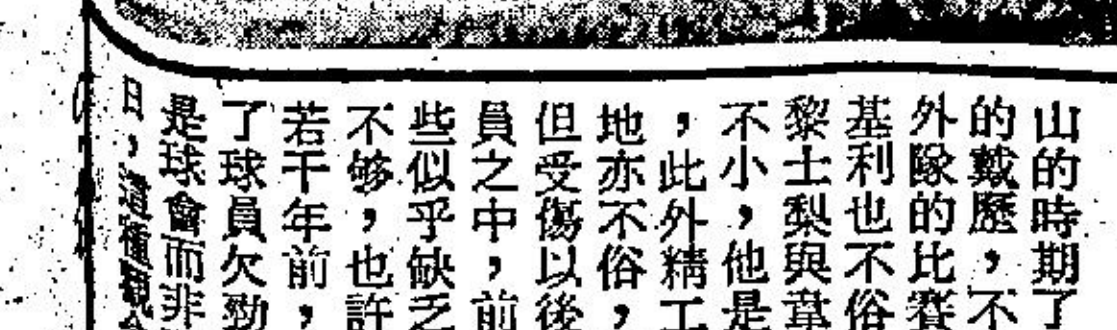 山的時期了
的戴歷，不
外隊的比賽
基利也不俗
黎士梨與韋
不小，他是
，此外精工
地亦不俗，
但受傷以後
員之中，前
些似乎缺乏
不够，也許
若干年前，
了球員欠勁
是球會而非
日，這種觀念